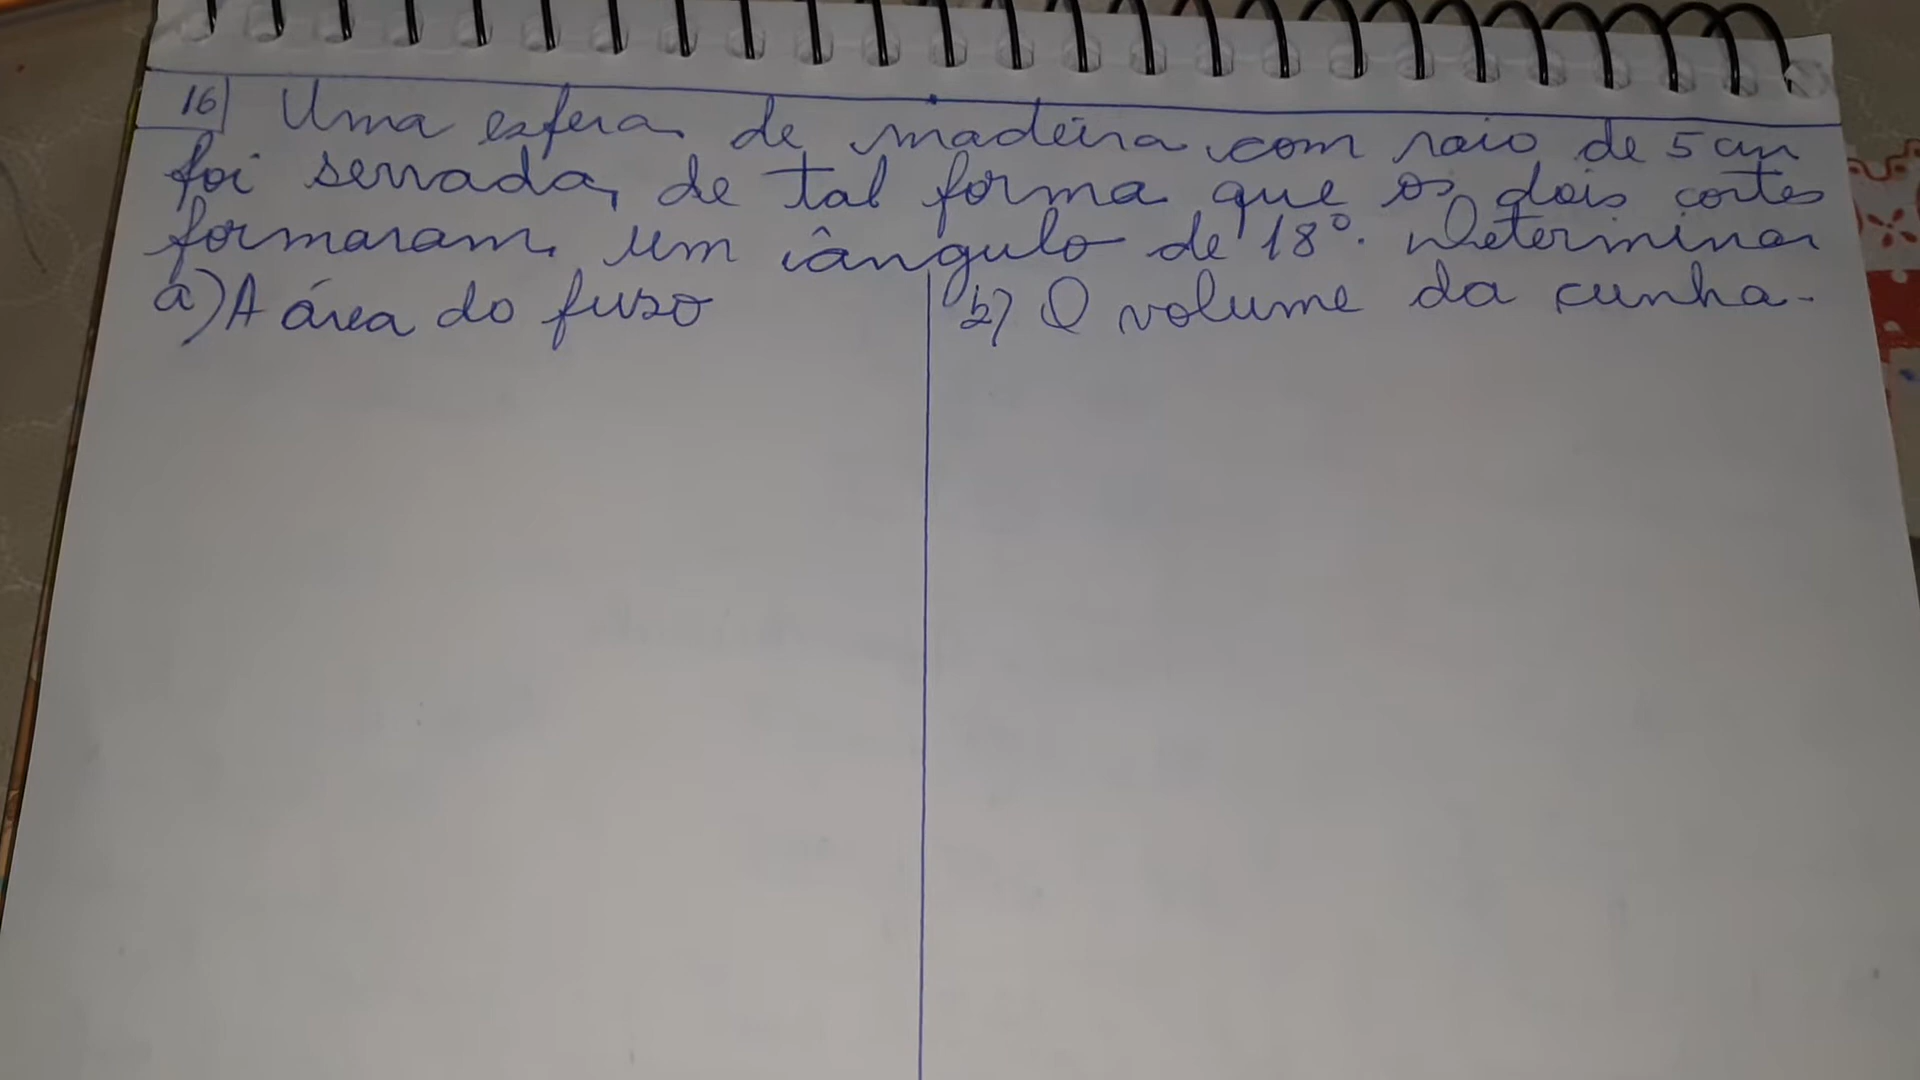 16) Uma esfera de madeira com raio de 5 cm
foi serrada, de tal forma que os dois cortes
formaram um ângulo de 18°. Determinar
a) A área do fuso
b) O volume da cunha.